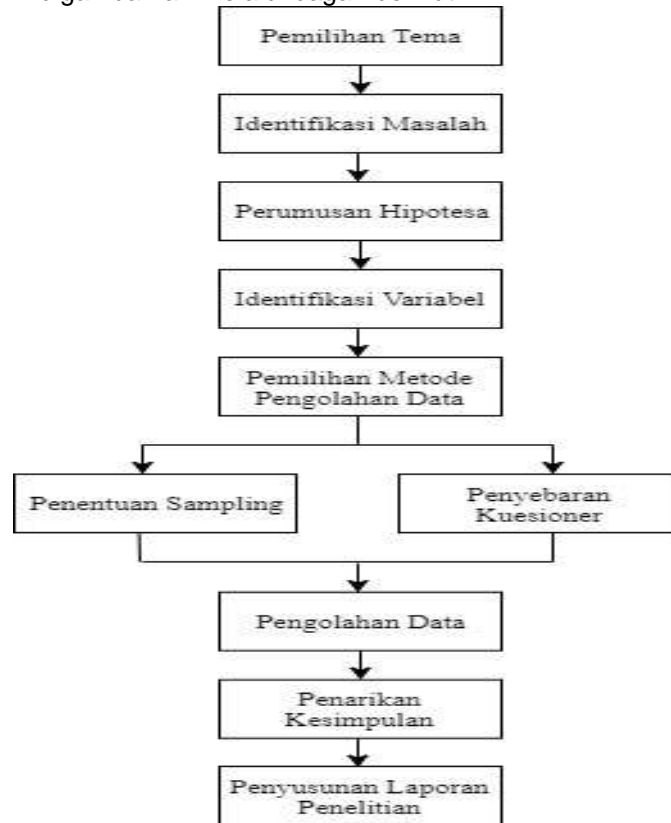 Pemilihan Tema
Identifikasi Masalah
Perumusan Hipotesa
Identifikasi Variabel
Pemilihan Metode
Pengolahan Data
Penentuan Sampling
Penyebaran
Kuesioner
Pengolahan Data
Penarikan
Kesimpulan
Penyusunan Laporan
Penelitian